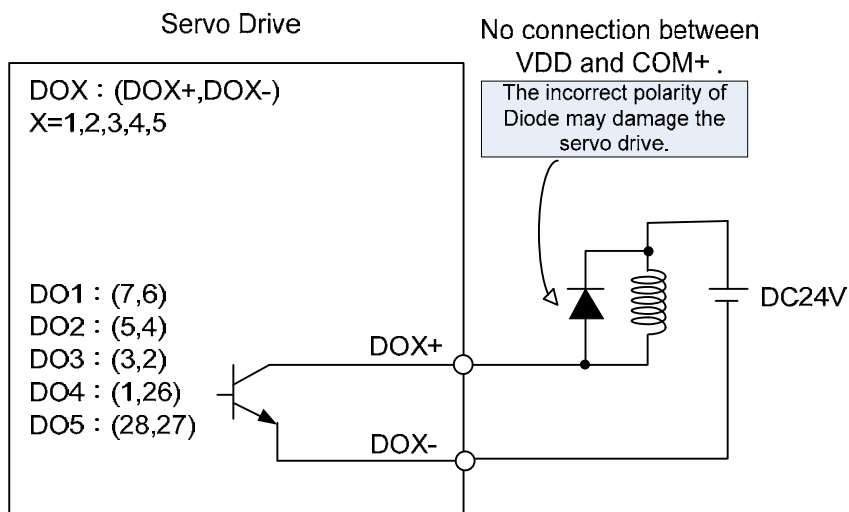 Servo Drive
No connection between
VDD and COM+ .
The incorrect polarity of
Diode may damage the
servo drive.
DOX : (DOX+,DOX-)
X=1,2,3,4,5
DO1 : (7,6)
DO2 : (5,4)
DO3 : (3,2)
DO4 : (1,26)
DO5 : (28,27)
DOX+
DOX-
DC24V